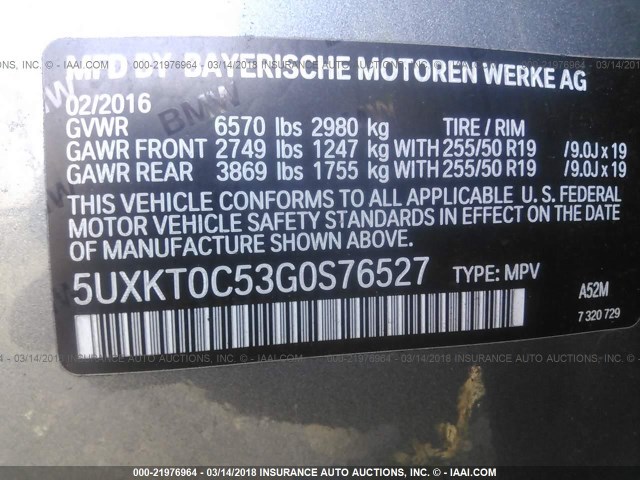 MFD BY BAYERISCHE MOTOREN WERKE AG
02/2016
GVWR 6570 lbs 2980 kg TIRE / RIM
GAWR FRONT 2749 lbs 1247 kg WITH 255/50 R19 /9.0J x 19
GAWR REAR 3869 lbs 1755 kg WITH 255/50 R19 /9.0J x 19
THIS VEHICLE CONFORMS TO ALL APPLICABLE U. S. FEDERAL
MOTOR VEHICLE SAFETY STANDARDS IN EFFECT ON THE DATE
OF MANUFACTURE SHOWN ABOVE.
5UXKT0C53G0S76527 TYPE: MPV A52M
7 320 729
000-21976964 - 03/14/2018 INSURANCE AUTO AUCTIONS, INC. - © IAAI.COM